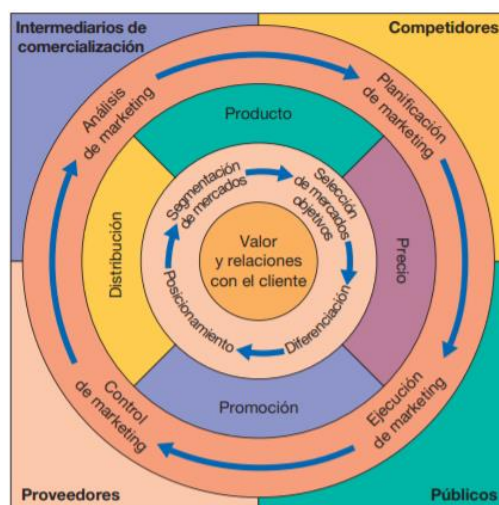 Intermediarios de
comercialización
Competidores
Análisis
de marketing
Planificación
de marketing
Producto
Segmentación
de mercados
Selección
de mercados
objetivos
Distribución
Valor
y relaciones
con el cliente
Precio
Posicionamiento
Diferenciación
Promoción
Control
de marketing
Ejecución
de marketing
Proveedores
Públicos